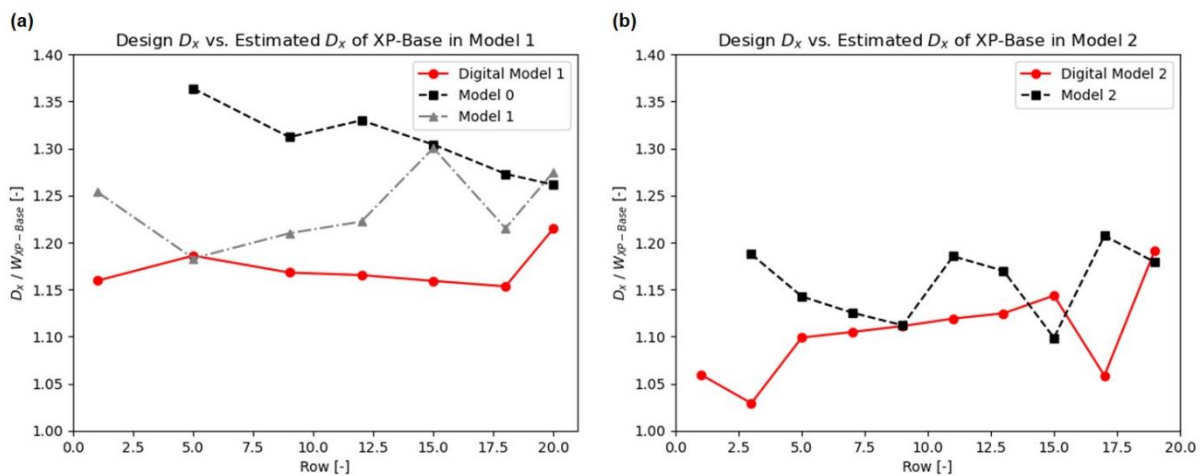 (a)
Design Dx vs. Estimated Dx of XP-Base in Model 1
1.40
1.35
1.30
1.25
1.20
1.15
1.10
1.05
1.00
Dx / WXP−Base [-]
Digital Model 1
Model 0
Model 1
0.0 2.5 5.0 7.5 10.0 12.5 15.0 17.5 20.0
Row [-]
(b)
Design Dx vs. Estimated Dx of XP-Base in Model 2
1.40
1.35
1.30
1.25
1.20
1.15
1.10
1.05
1.00
Dx / WXP−Base [-]
Digital Model 2
Model 2
0.0 2.5 5.0 7.5 10.0 12.5 15.0 17.5 20.0
Row [-]